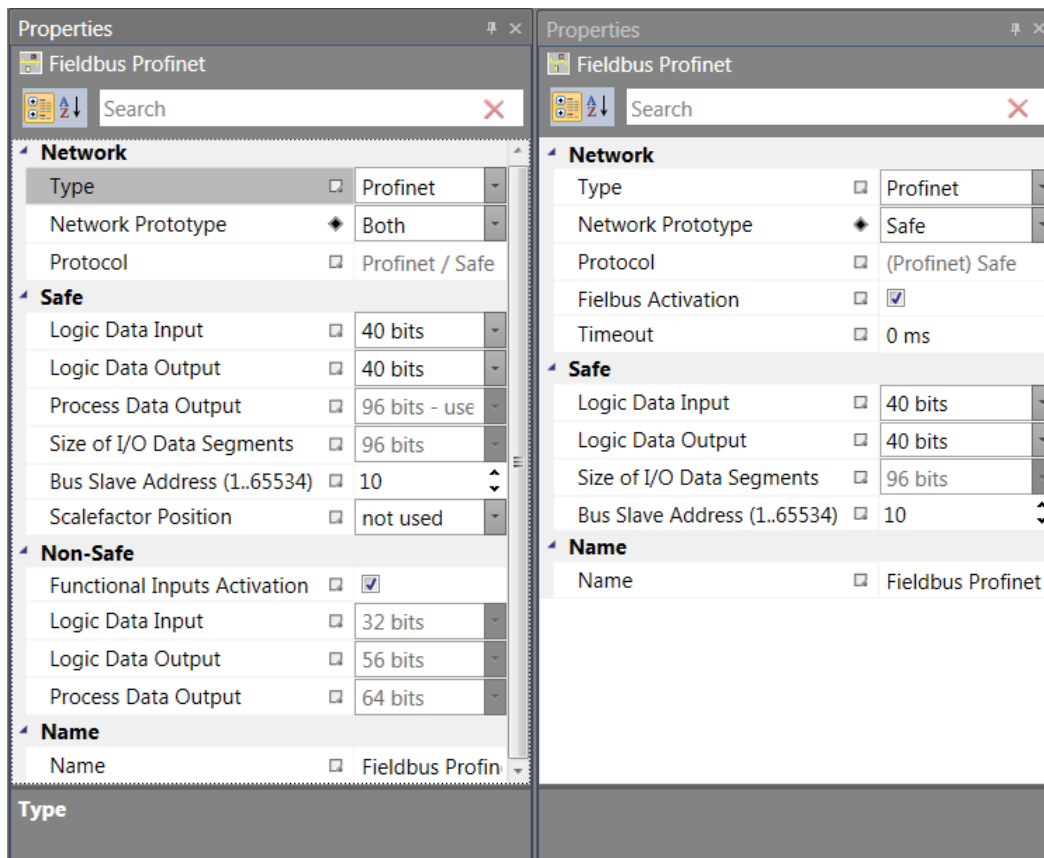 Properties
Fieldbus Profinet
Search
Network
Type Profinet
Network Prototype Both
Protocol Profinet / Safe
Safe
Logic Data Input 40 bits
Logic Data Output 40 bits
Process Data Output 96 bits - use
Size of I/O Data Segments 96 bits
Bus Slave Address (1..65534) 10
Scalefactor Position not used
Non-Safe
Functional Inputs Activation
Logic Data Input 32 bits
Logic Data Output 56 bits
Process Data Output 64 bits
Name
Name Fieldbus Profin
Type
Properties
Fieldbus Profinet
Search
Network
Type Profinet
Network Prototype Safe
Protocol (Profinet) Safe
Fielbus Activation
Timeout 0 ms
Safe
Logic Data Input 40 bits
Logic Data Output 40 bits
Size of I/O Data Segments 96 bits
Bus Slave Address (1..65534) 10
Name
Name Fieldbus Profinet